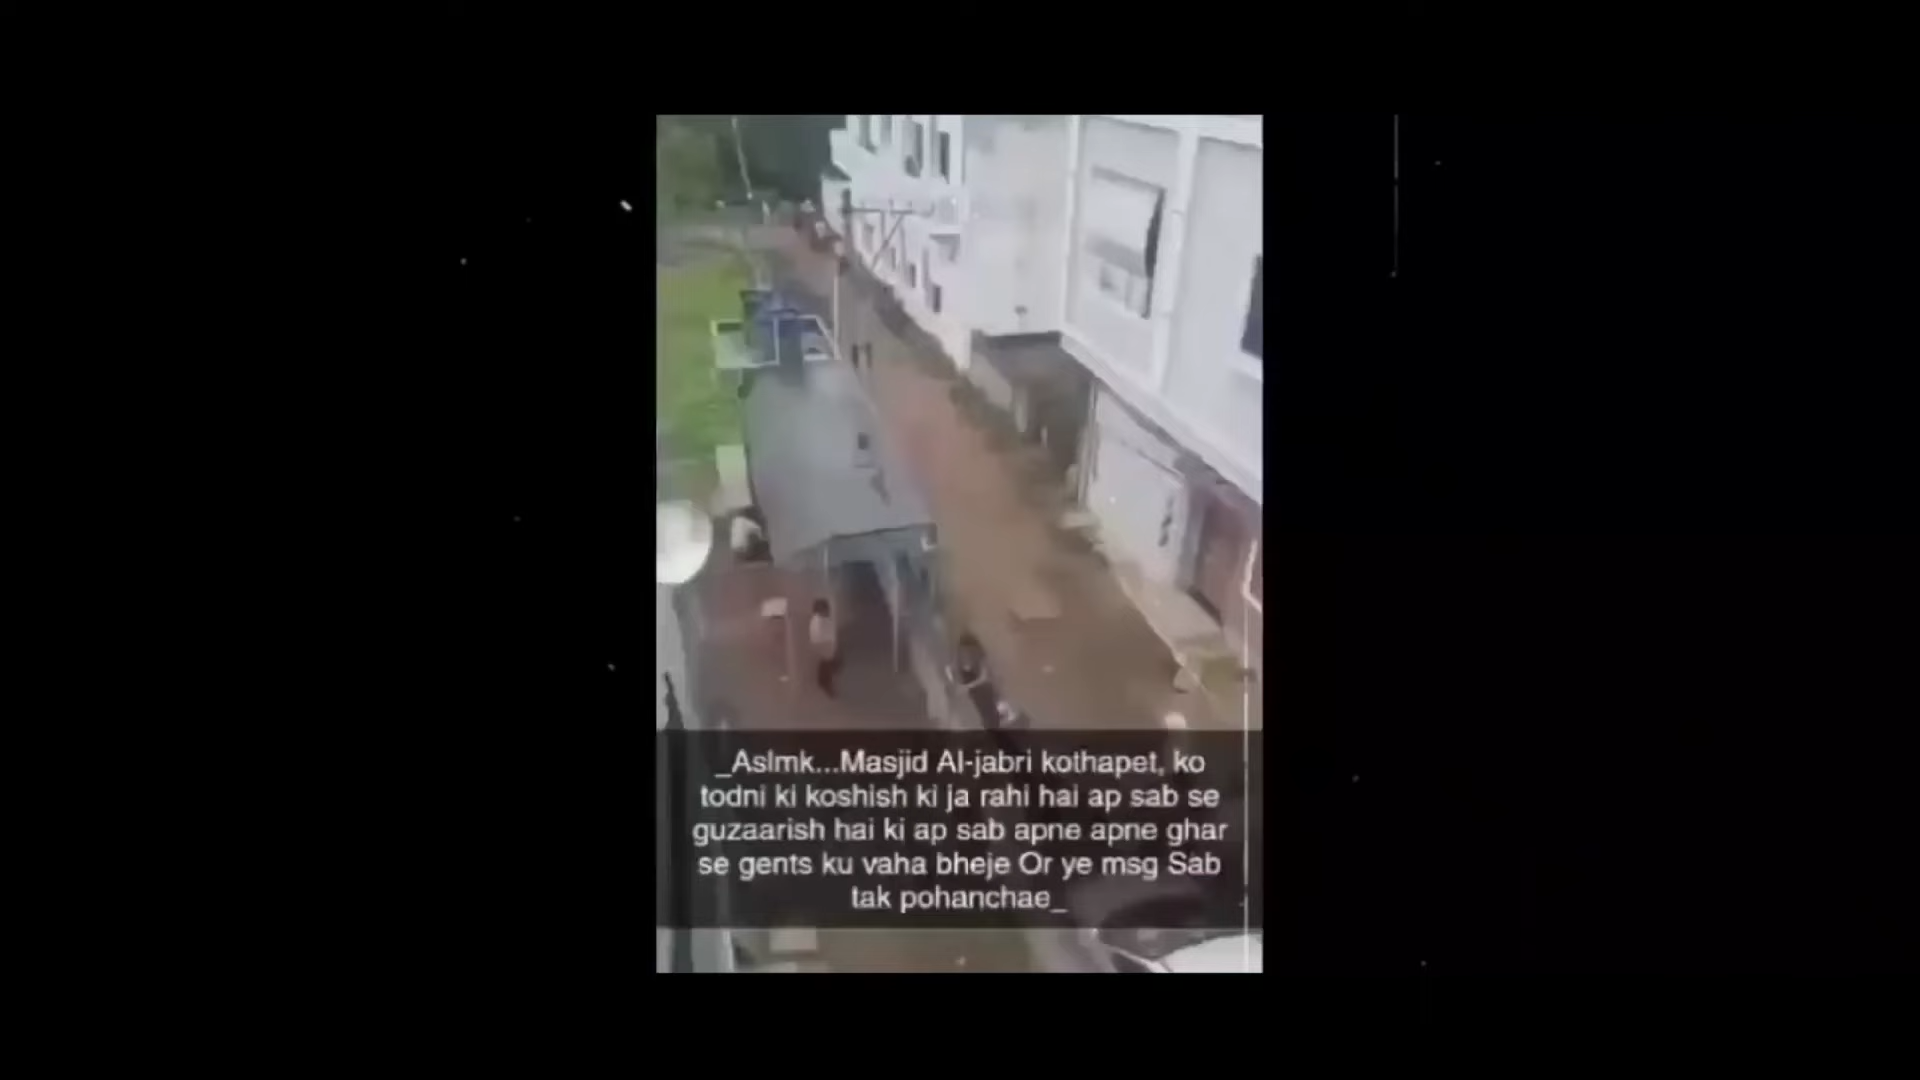 _Aslmk...Masjid Al-jabri kothapet, ko
todni ki koshish ki ja rahi hai ap sab se
guzaarish hai ki ap sab apne apne ghar
se gents ku vaha bheje Or ye msg Sab
tak pohanchae_